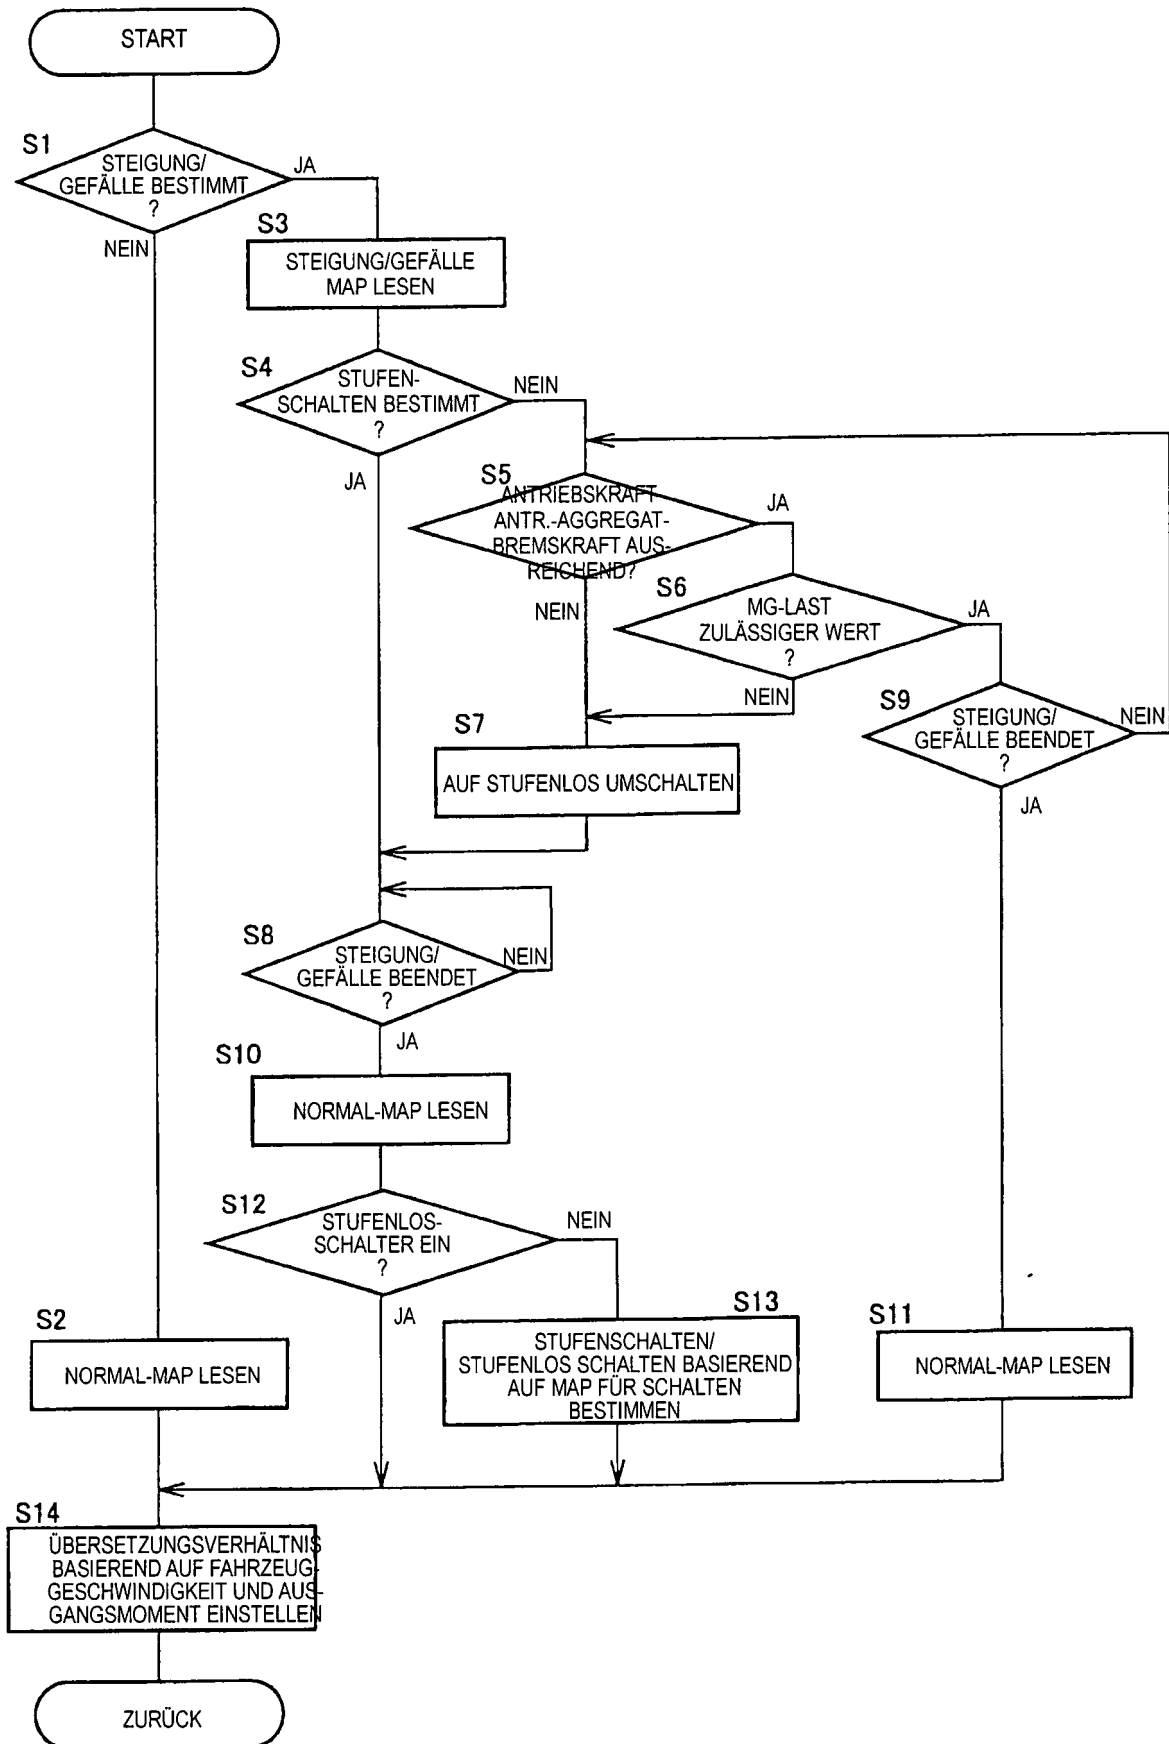 START
S1
STEIGUNG/
GEFÄLLE BESTIMMT
?
JA
NEIN
S3
STEIGUNG/GEFÄLLE
MAP LESEN
S4
STUFEN-
SCHALTEN BESTIMMT
?
NEIN
JA
S5
ANTRIEBSKRAFT
ANTR.-AGGREGAT-
BREMSKRAFT AUS-
REICHEND?
JA
NEIN
S6
MG-LAST
ZULÄSSIGER WERT
?
JA
NEIN
S9
STEIGUNG/
GEFÄLLE BEENDET
?
NEIN
JA
S7
AUF STUFENLOS UMSCHALTEN
S8
STEIGUNG/
GEFÄLLE BEENDET
?
NEIN
JA
S10
NORMAL-MAP LESEN
S12
STUFENLOS-
SCHALTER EIN
?
NEIN
JA
S2
NORMAL-MAP LESEN
S13
STUFENSCHALTEN/
STUFENLOS SCHALTEN BASIEREND
AUF MAP FÜR SCHALTEN
BESTIMMEN
S11
NORMAL-MAP LESEN
S14
ÜBERSETZUNGSVERHÄLTNIS
BASIEREND AUF FAHRZEUG-
GESCHWINDIGKEIT UND AUS-
GANGSMOMENT EINSTELLEN
ZURÜCK